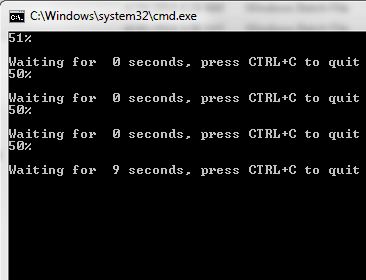 C:\Windows\system32\cmd.exe
51%
Waiting for  0 seconds, press CTRL+C to quit
50%
Waiting for  0 seconds, press CTRL+C to quit
50%
Waiting for  0 seconds, press CTRL+C to quit
50%
Waiting for  9 seconds, press CTRL+C to quit